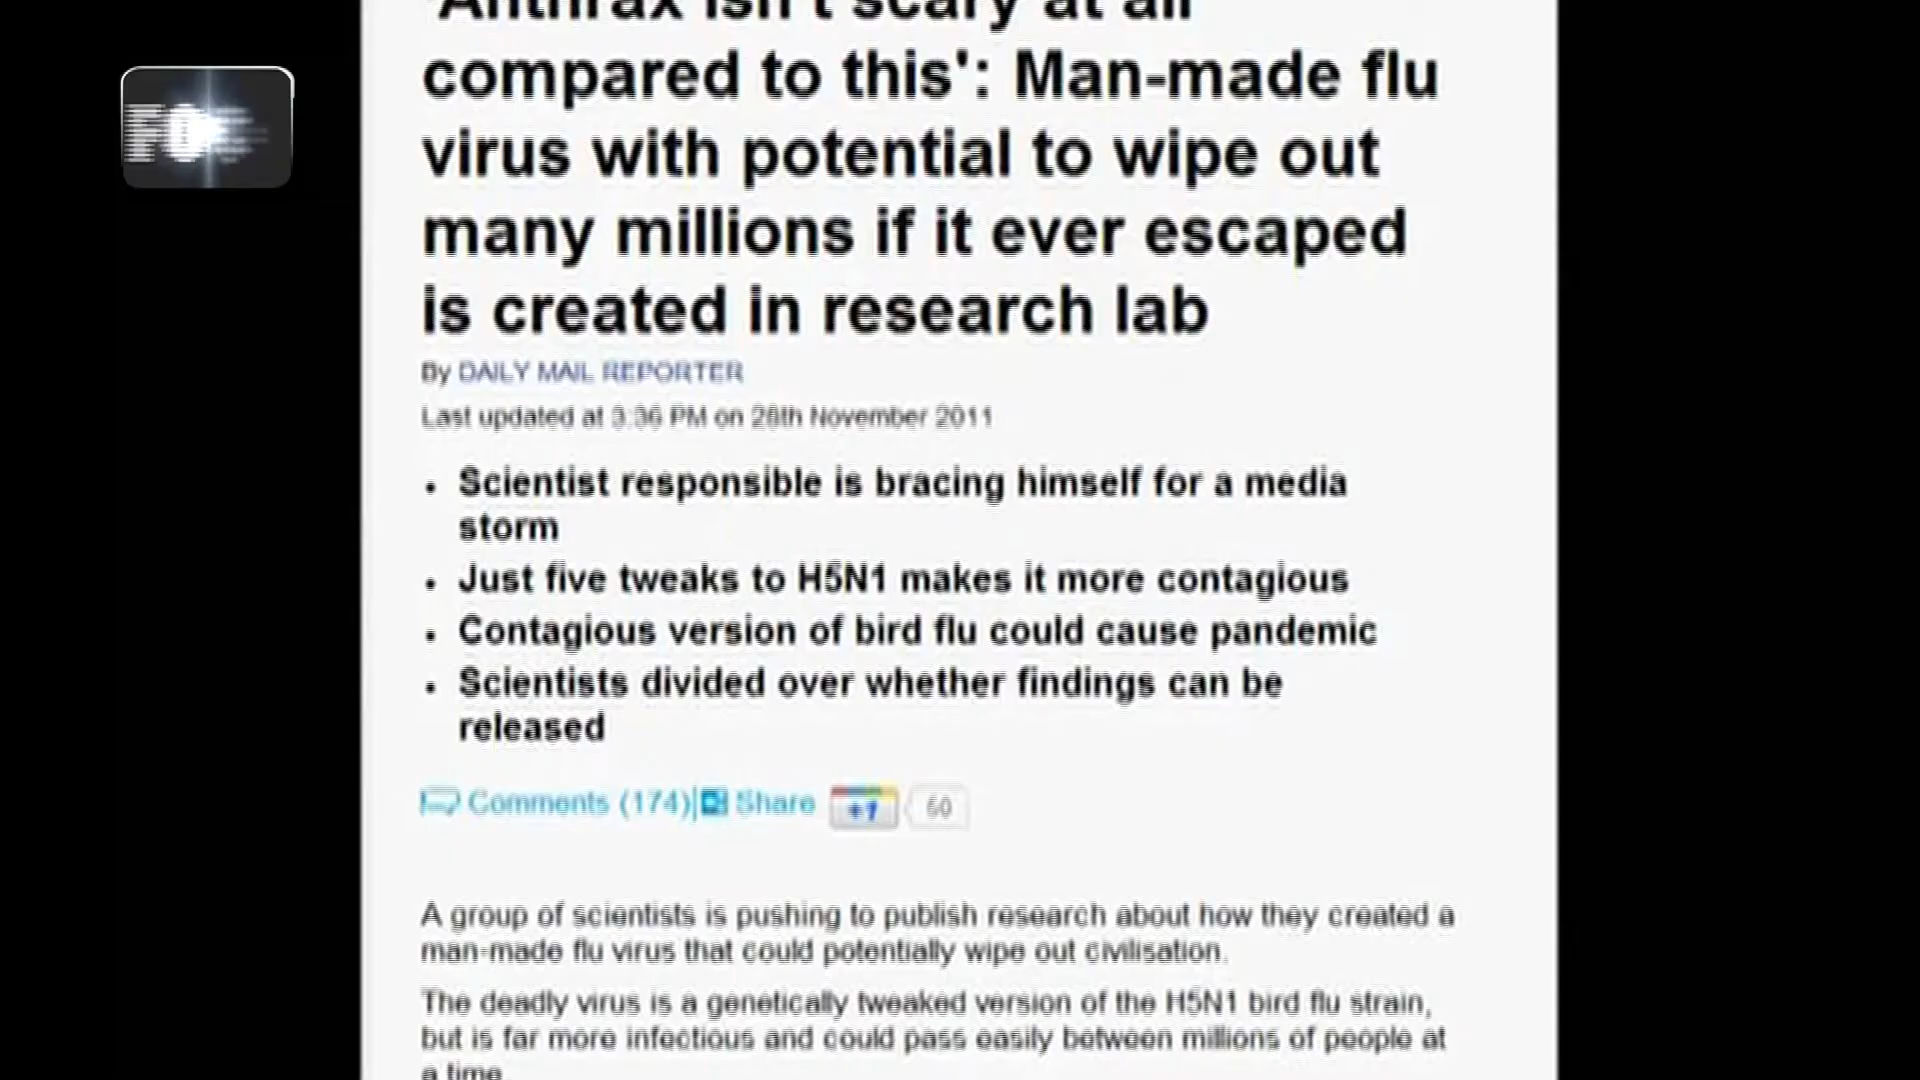 'Anthrax isn't scary at all
compared to this': Man-made flu
virus with potential to wipe out
many millions if it ever escaped
is created in research lab
By DAILY MAIL REPORTER
Last updated at 3:36 PM on 28th November 2011
• Scientist responsible is bracing himself for a media
storm
• Just five tweaks to H5N1 makes it more contagious
• Contagious version of bird flu could cause pandemic
• Scientists divided over whether findings can be
released
Comments (174)| Share +1 60
A group of scientists is pushing to publish research about how they created a
man-made flu virus that could potentially wipe out civilisation.
The deadly virus is a genetically tweaked version of the H5N1 bird flu strain,
but is far more infectious and could pass easily between millions of people at
a time.